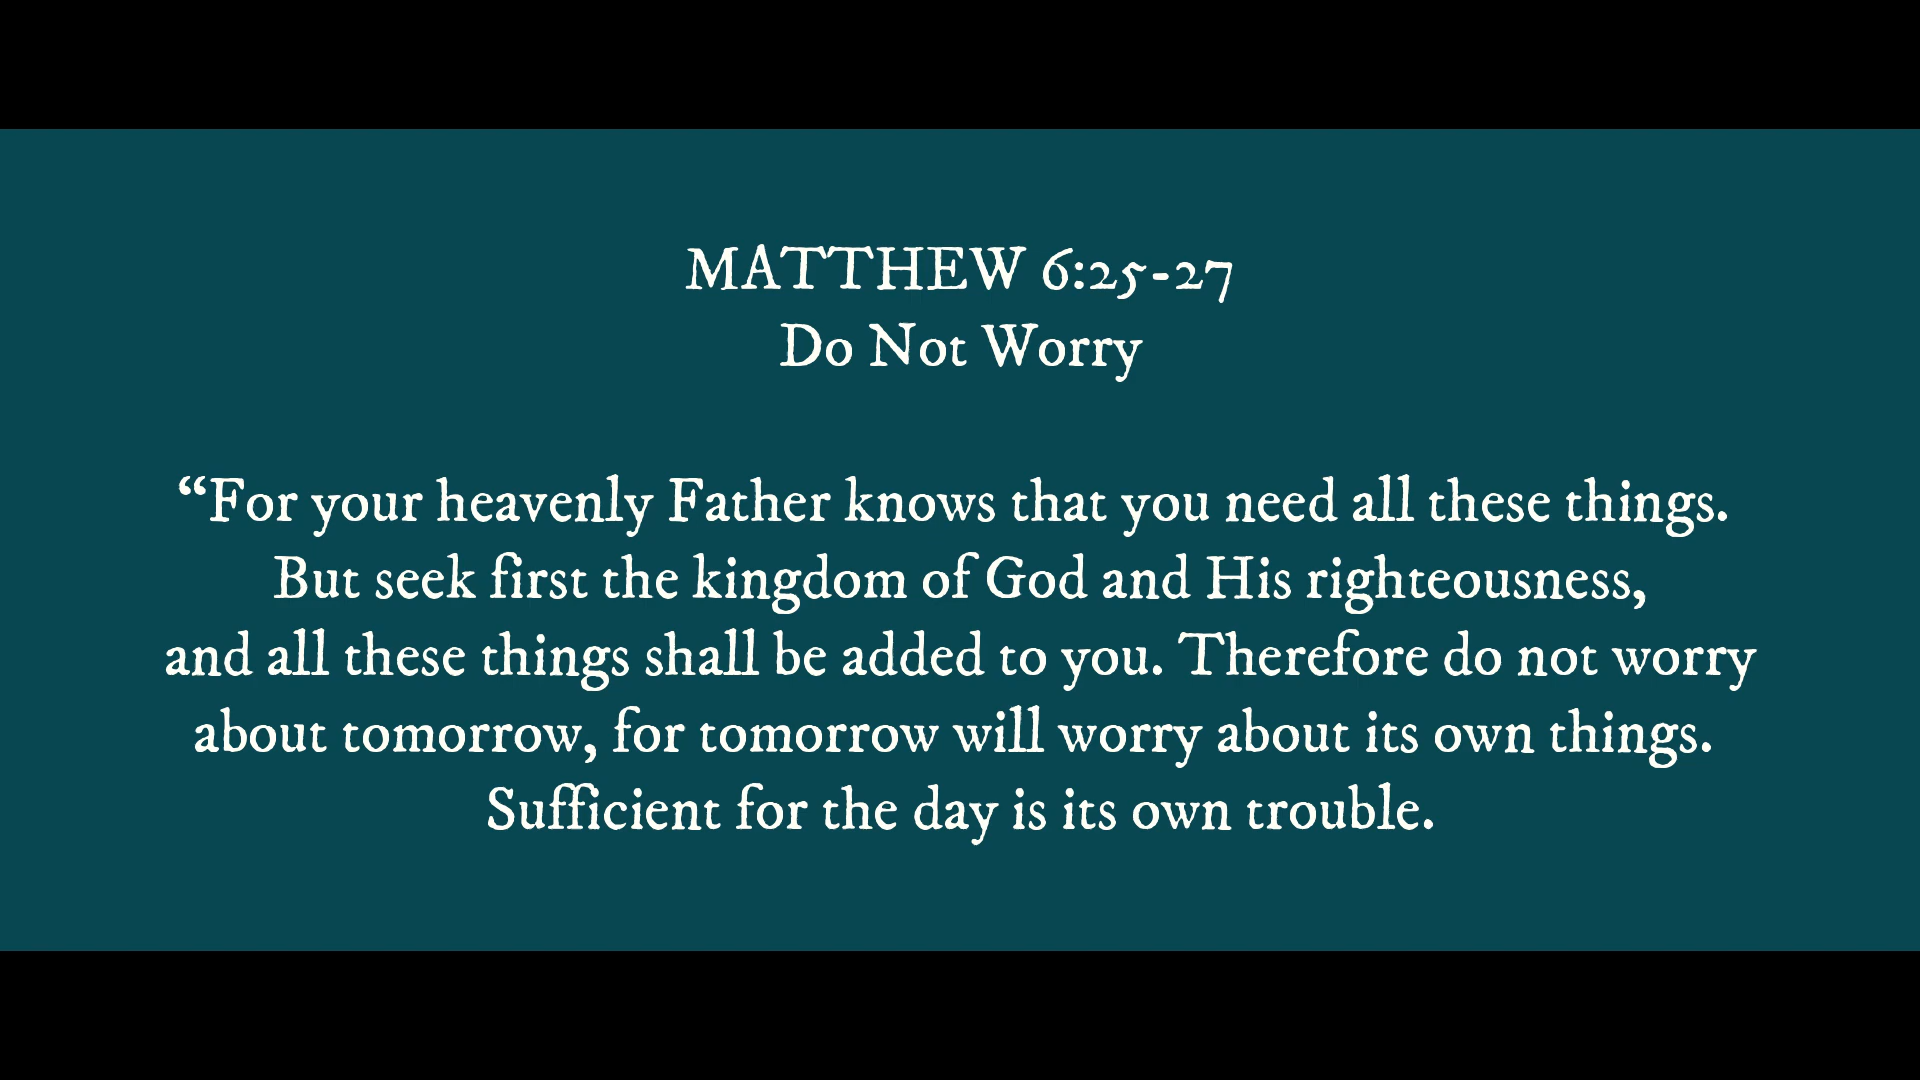 MATTHEW 6:25-27
Do Not Worry
“For your heavenly Father knows that you need all these things.
But seek first the kingdom of God and His righteousness,
and all these things shall be added to you. Therefore do not worry
about tomorrow, for tomorrow will worry about its own things.
Sufficient for the day is its own trouble.